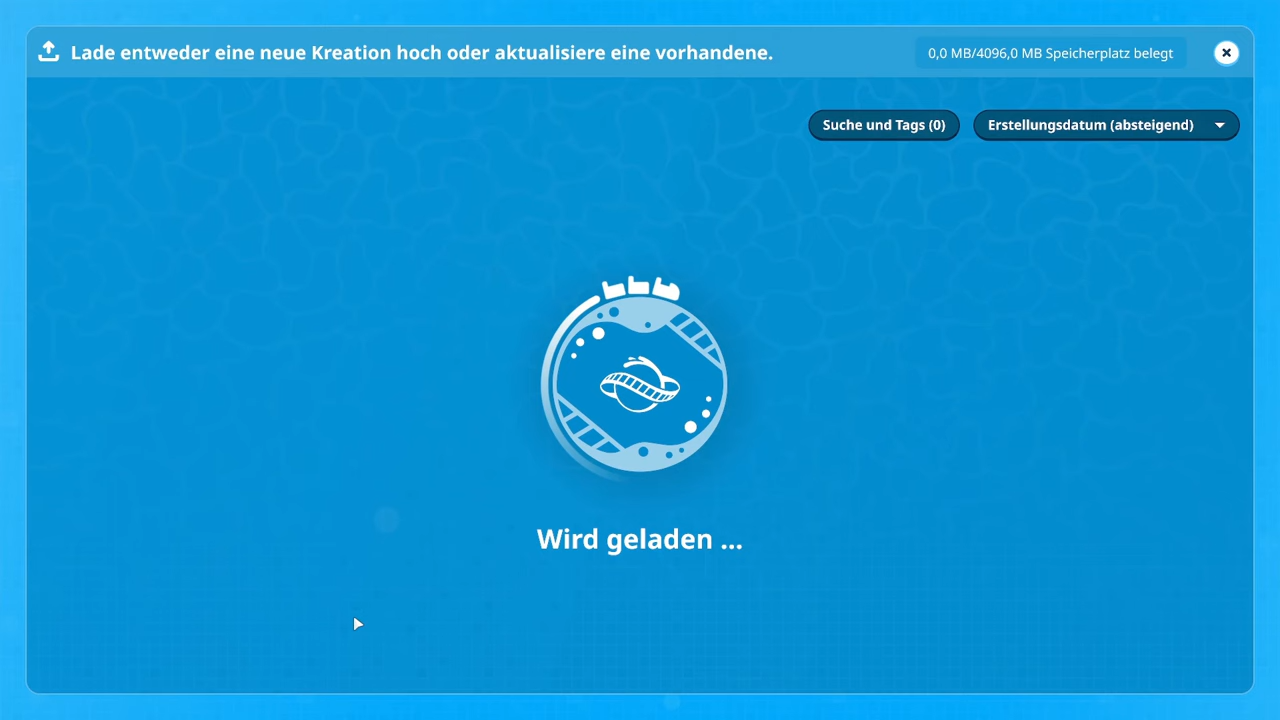 Lade entweder eine neue Kreation hoch oder aktualisiere eine vorhandene.
0,0 MB/4096,0 MB Speicherplatz belegt
Suche und Tags (0)
Erstellungsdatum (absteigend)
Wird geladen ...